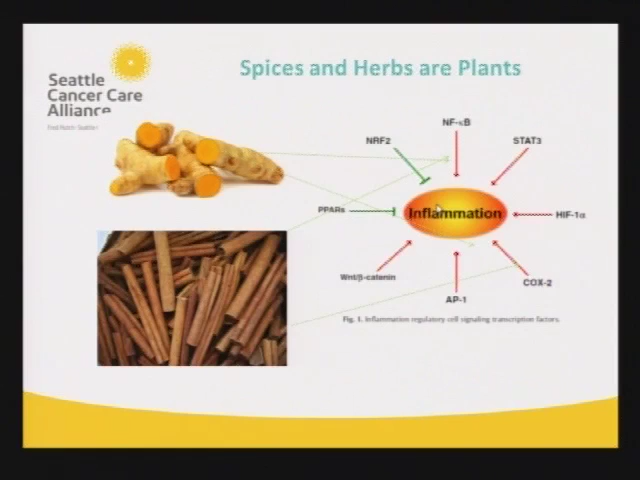 Spices and Herbs are Plants
Seattle
Cancer Care
Alliance
NF-κB
NRF2
STAT3
PPARs
Inflammation
HIF-1α
Wnt/β-catenin
COX-2
AP-1
Fig. 1. Inflammation regulatory cell signaling transcription factors.